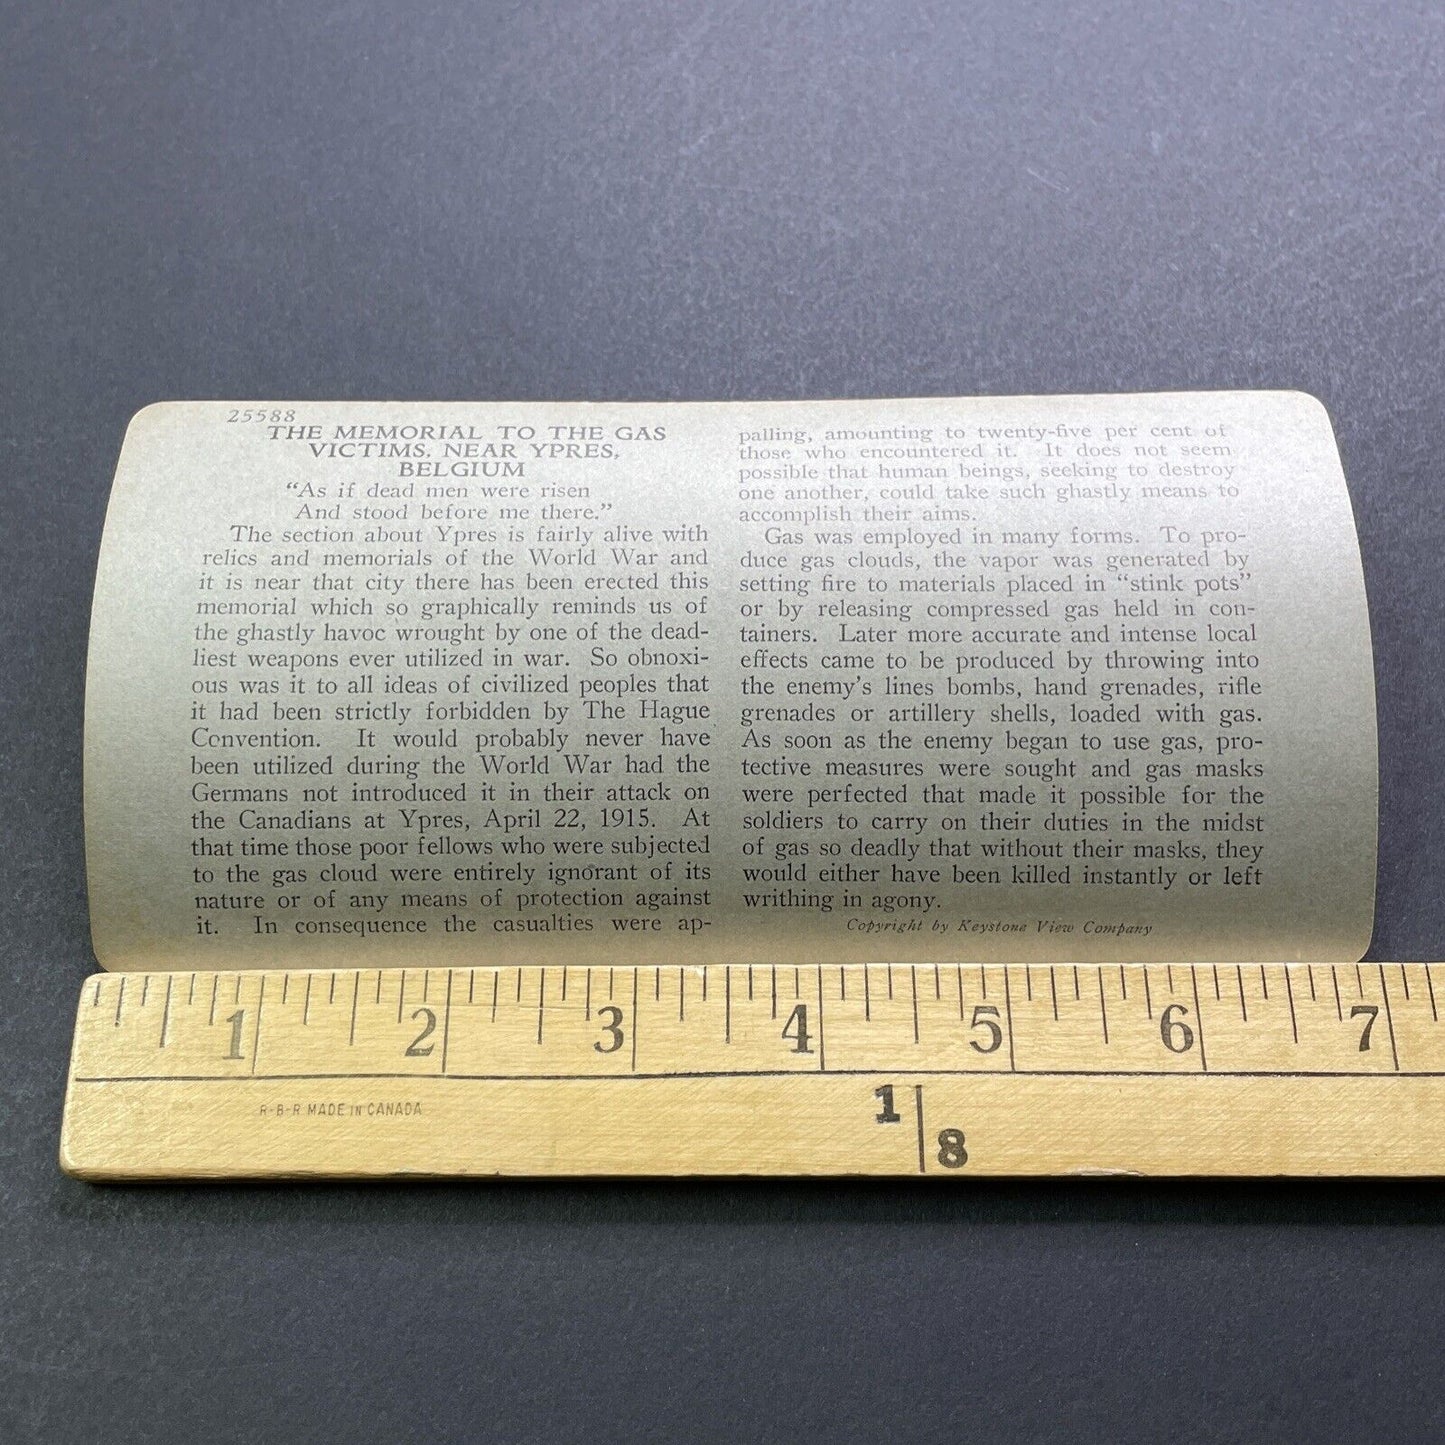 25588
THE MEMORIAL TO THE GAS
VICTIMS, NEAR YPRES,
BELGIUM
"As if dead men were risen
And stood before me there."
The section about Ypres is fairly alive with
relics and memorials of the World War and
it is near that city there has been erected this
memorial which so graphically reminds us of
the ghastly havoc wrought by one of the dead-
liest weapons ever utilized in war. So obnoxi-
ous was it to all ideas of civilized peoples that
it had been strictly forbidden by The Hague
Convention. It would probably never have
been utilized during the World War had the
Germans not introduced it in their attack on
the Canadians at Ypres, April 22, 1915. At
that time those poor fellows who were subjected
to the gas cloud were entirely ignorant of its
nature or of any means of protection against
it. In consequence the casualties were ap-
palling, amounting to twenty-five per cent of
those who encountered it. It does not seem
possible that human beings, seeking to destroy
one another, could take such ghastly means to
accomplish their aims.
Gas was employed in many forms. To pro-
duce gas clouds, the vapor was generated by
setting fire to materials placed in "stink pots"
or by releasing compressed gas held in con-
tainers. Later more accurate and intense local
effects came to be produced by throwing into
the enemy's lines bombs, hand grenades, rifle
grenades or artillery shells, loaded with gas.
As soon as the enemy began to use gas, pro-
tective measures were sought and gas masks
were perfected that made it possible for the
soldiers to carry on their duties in the midst
of gas so deadly that without their masks, they
would either have been killed instantly or left
writhing in agony.
Copyright by Keystone View Company
1 2 3 4 5 6 7
R-B-R MADE IN CANADA
1 8